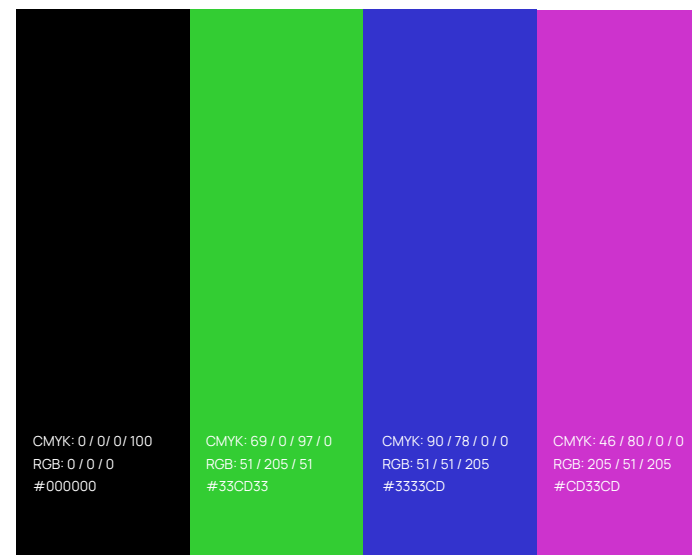 CMYK: 0 / 0/ 0/ 100
RGB: 0 / 0 / 0
#000000
CMYK: 69 / 0 / 97 / 0
RGB: 51 / 205 / 51
#33CD33
CMYK: 90 / 78 / 0 / 0
RGB: 51 / 51 / 205
#3333CD
CMYK: 46 / 80 / 0 / 0
RGB: 205 / 51 / 205
#CD33CD